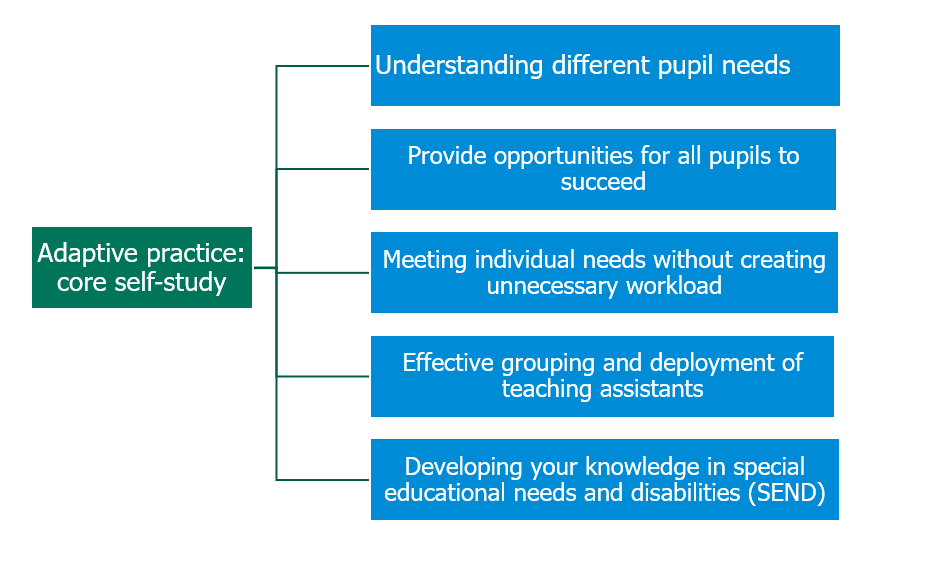 Understanding different pupil needs
Provide opportunities for all pupils to
succeed
Adaptive practice:
core self-study
Meeting individual needs without creating
unnecessary workload
Effective grouping and deployment of
teaching assistants
Developing your knowledge in special
educational needs and disabilities (SEND)